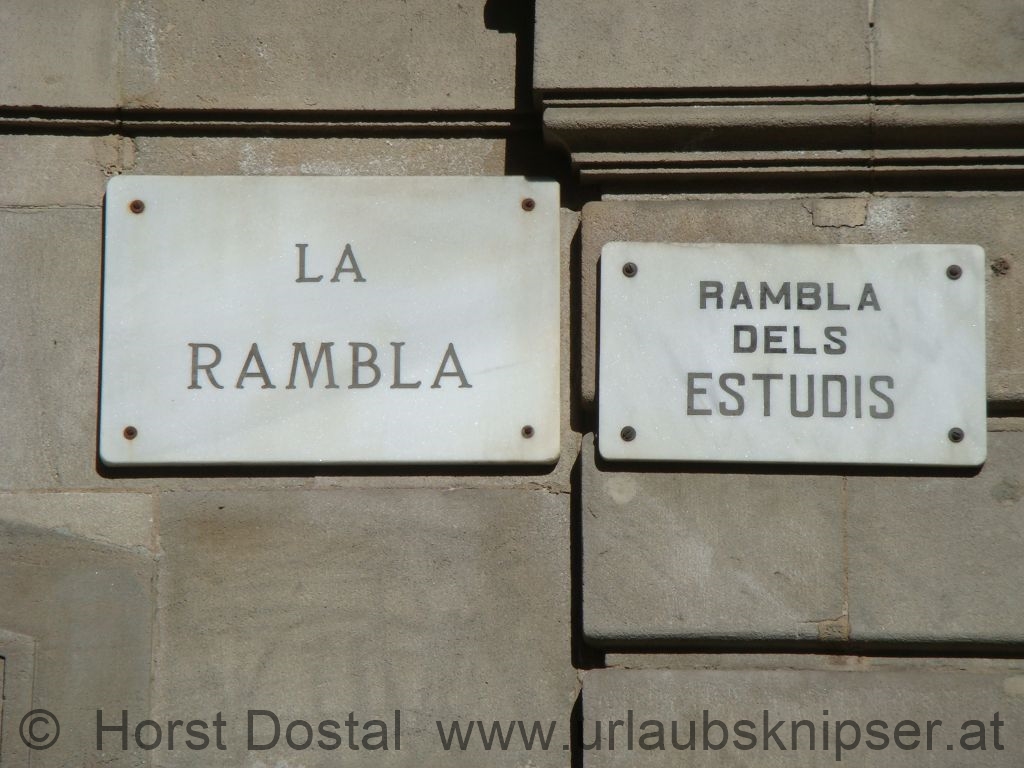 LA
RAMBLA
RAMBLA
DELS
ESTUDIS
© Horst Dostal www.urlaubsknipser.at